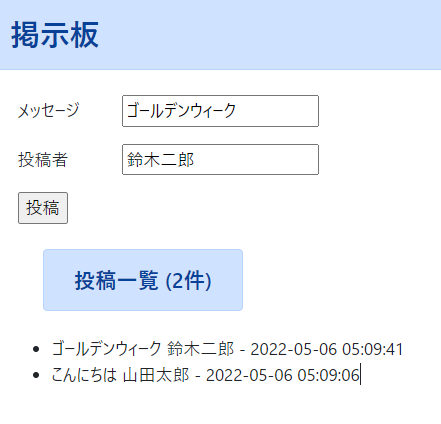 掲示板
メッセージ ゴールデンウィーク
投稿者 鈴木二郎
投稿
投稿一覧 (2件)
ゴールデンウィーク 鈴木二郎 - 2022-05-06 05:09:41
こんにちは 山田太郎 - 2022-05-06 05:09:06